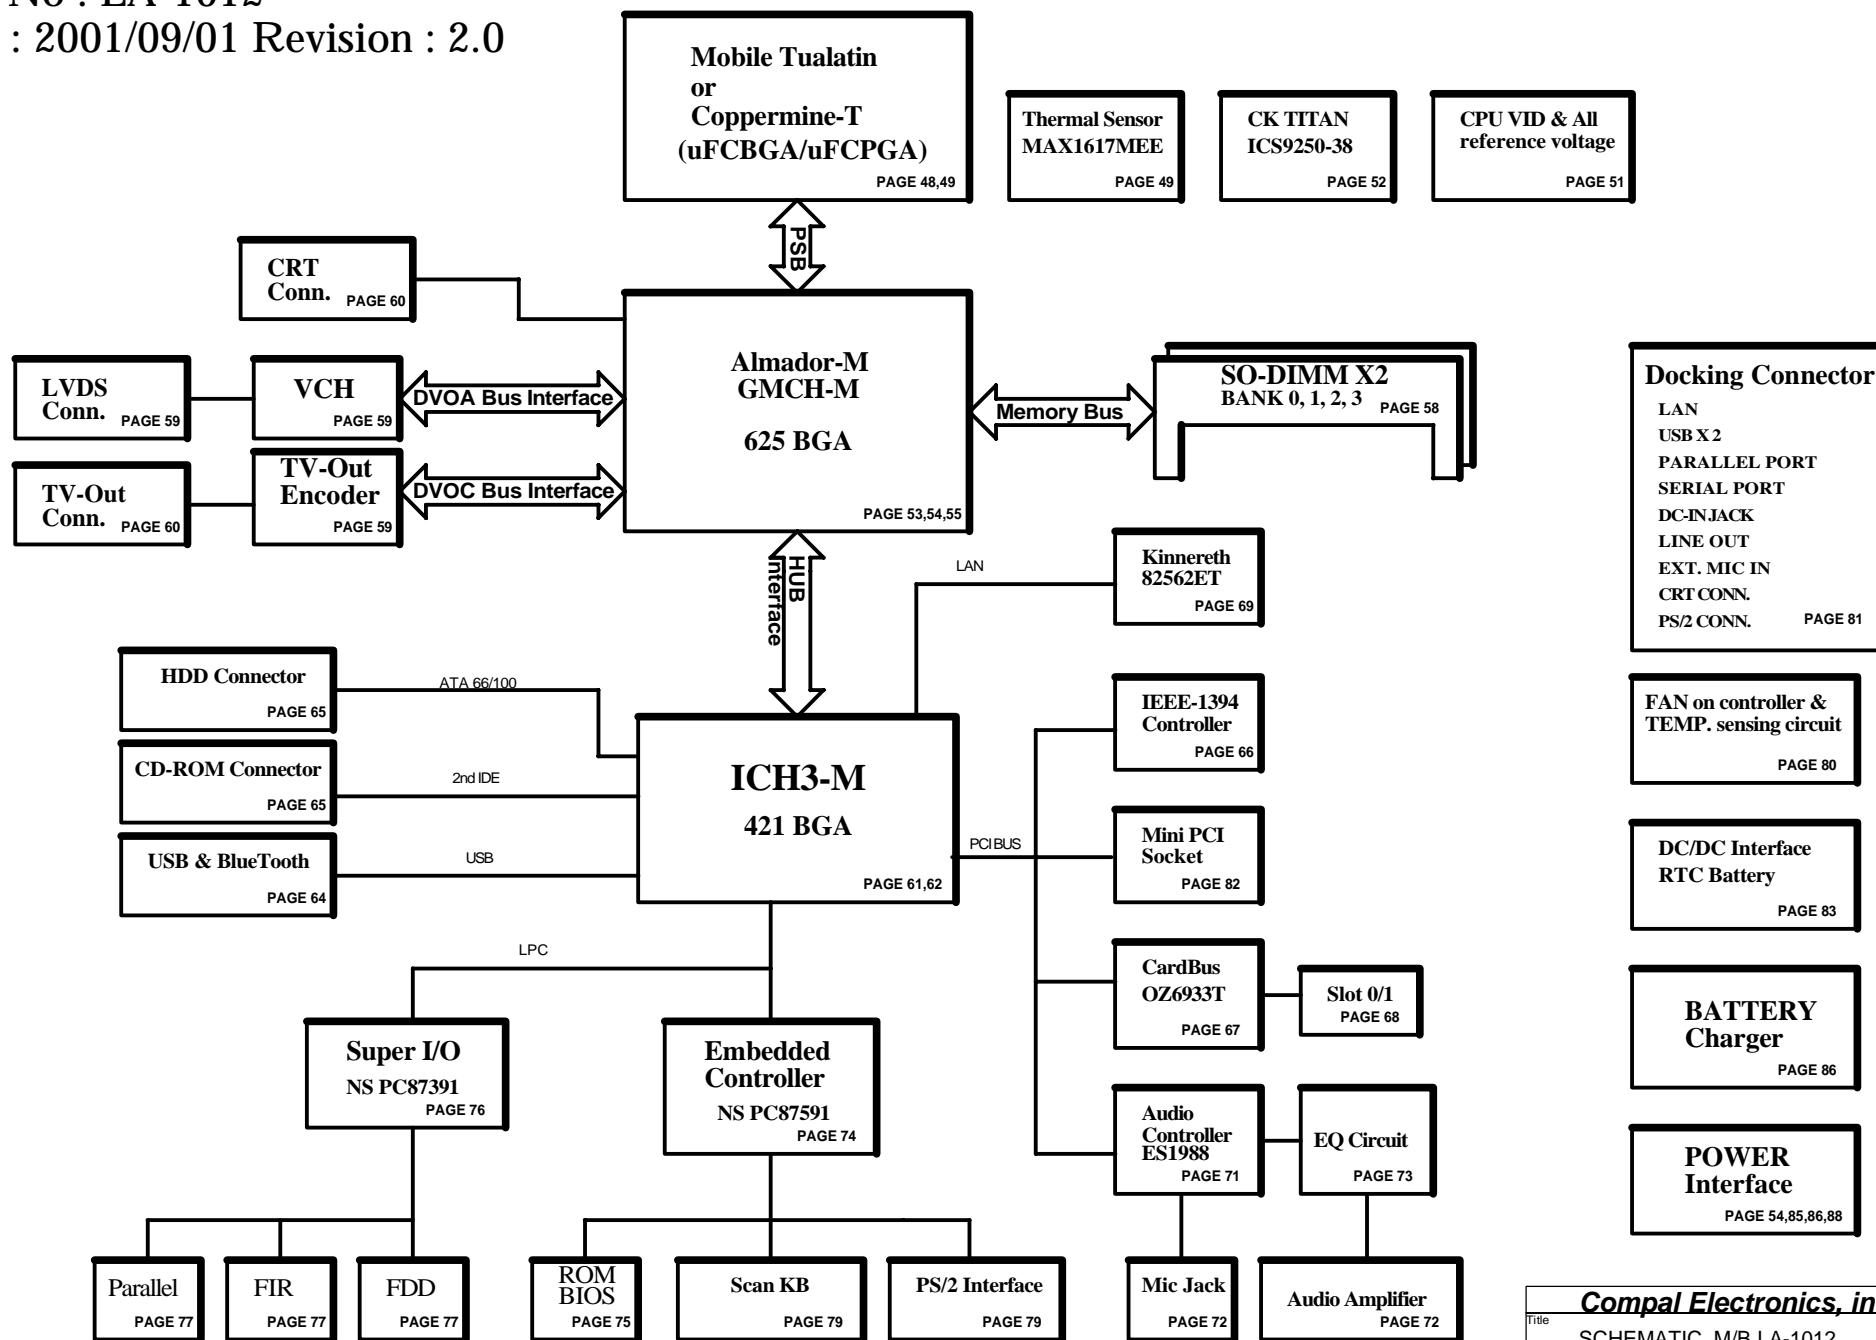 : 2001/09/01 Revision : 2.0
Mobile Tualatin
or
Coppermine-T
(uFCBGA/uFCPGA)
PAGE 48,49
Thermal Sensor
MAX1617MEE
PAGE 49
CK TITAN
ICS9250-38
PAGE 52
CPU VID & All
reference voltage
PAGE 51
PSB
CRT
Conn.
PAGE 60
Almador-M
GMCH-M
625 BGA
PAGE 53,54,55
LVDS
Conn.
PAGE 59
VCH
PAGE 59
DVOA Bus Interface
TV-Out
Conn.
PAGE 60
TV-Out
Encoder
PAGE 59
DVOC Bus Interface
Memory Bus
SO-DIMM X2
BANK 0, 1, 2, 3
PAGE 58
Docking Connector
LAN
USB X 2
PARALLEL PORT
SERIAL PORT
DC-IN JACK
LINE OUT
EXT. MIC IN
CRT CONN.
PS/2 CONN.
PAGE 81
HUB
Interface
LAN
Kinnereth
82562ET
PAGE 69
HDD Connector
PAGE 65
ATA 66/100
CD-ROM Connector
PAGE 65
2nd IDE
USB & BlueTooth
PAGE 64
USB
ICH3-M
421 BGA
PAGE 61,62
PCI BUS
IEEE-1394
Controller
PAGE 66
Mini PCI
Socket
PAGE 82
CardBus
OZ6933T
PAGE 67
Slot 0/1
PAGE 68
Audio
Controller
ES1988
PAGE 71
EQ Circuit
PAGE 73
FAN on controller &
TEMP. sensing circuit
PAGE 80
DC/DC Interface
RTC Battery
PAGE 83
BATTERY
Charger
PAGE 86
POWER
Interface
PAGE 54,85,86,88
LPC
Super I/O
NS PC87391
PAGE 76
Embedded
Controller
NS PC87591
PAGE 74
Parallel
PAGE 77
FIR
PAGE 77
FDD
PAGE 77
ROM
BIOS
PAGE 75
Scan KB
PAGE 79
PS/2 Interface
PAGE 79
Mic Jack
PAGE 72
Audio Amplifier
PAGE 72
Compal Electronics, in
Title
SCHEMATIC, M/B LA-1012